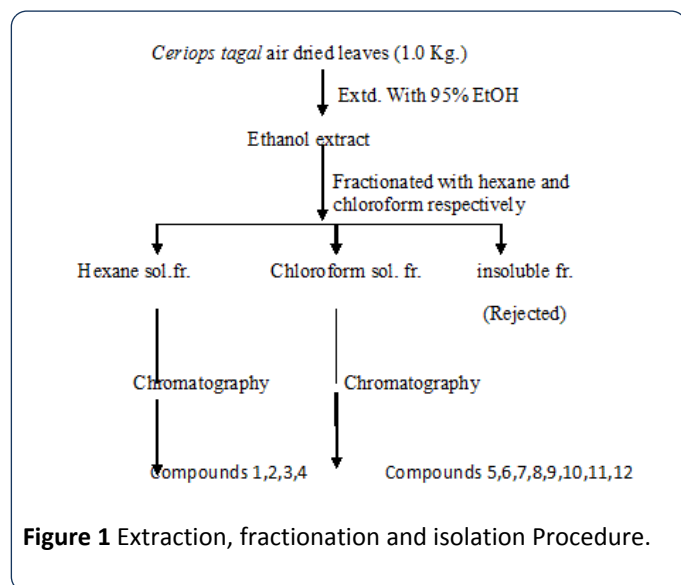 Ceriops tagal air dried leaves (1.0 Kg.)
Extd. With 95% EtOH
Ethanol extract
Fractionated with hexane and
chloroform respectively
Hexane sol.fr.
Chloroform sol. fr.
insoluble fr.
(Rejected)
Chromatography
Chromatography
Compounds 1,2,3,4
Compounds 5,6,7,8,9,10,11,12
Figure 1 Extraction, fractionation and isolation Procedure.